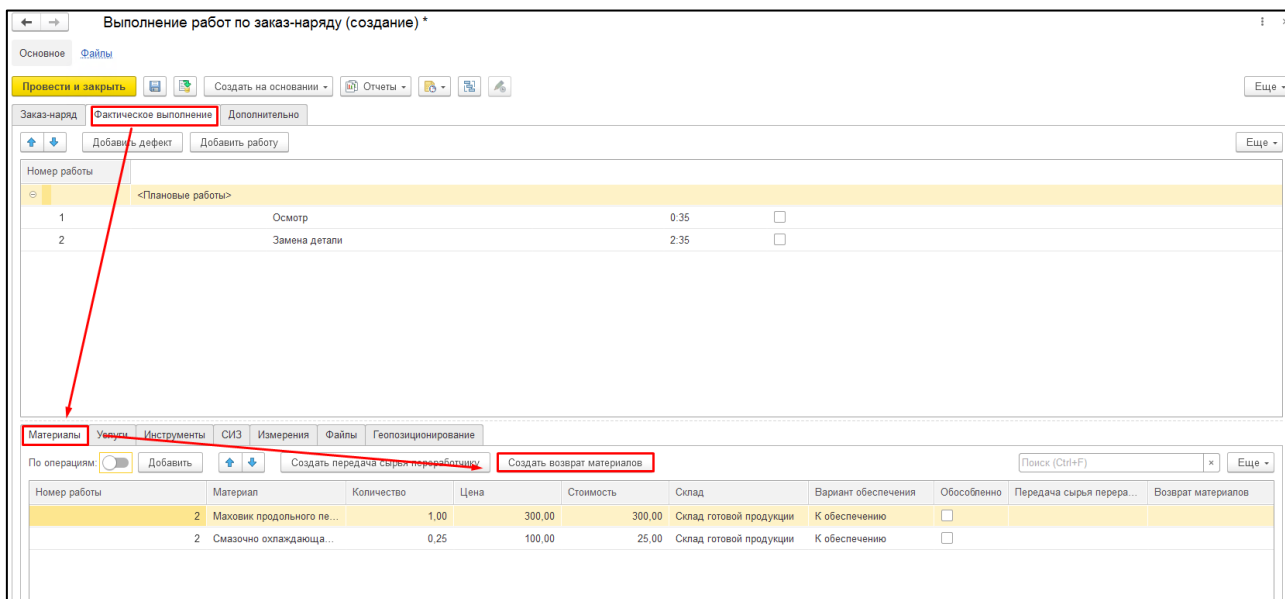 Выполнение работ по заказ-наряду (создание) *
Основное Файлы
Провести и закрыть Создать на основании Отчеты Еще
Заказ-наряд Фактическое выполнение Дополнительно
Добавить дефект Добавить работу Еще
Номер работы
<Плановые работы>
1 Осмотр 0:35
2 Замена детали 2:35
Материалы Услуги Инструменты СИЗ Измерения Файлы Геопозиционирование
По операциям: Добавить Создать передача сырья переработчику Создать возврат материалов Поиск (Ctrl+F) × Еще
Номер работы Материал Количество Цена Стоимость Склад Вариант обеспечения Обособленно Передача сырья перера... Возврат материалов
2 Маховик продольного пе... 1,00 300,00 300,00 Склад готовой продукции К обеспечению
2 Смазочно охлаждающа... 0,25 100,00 25,00 Склад готовой продукции К обеспечению